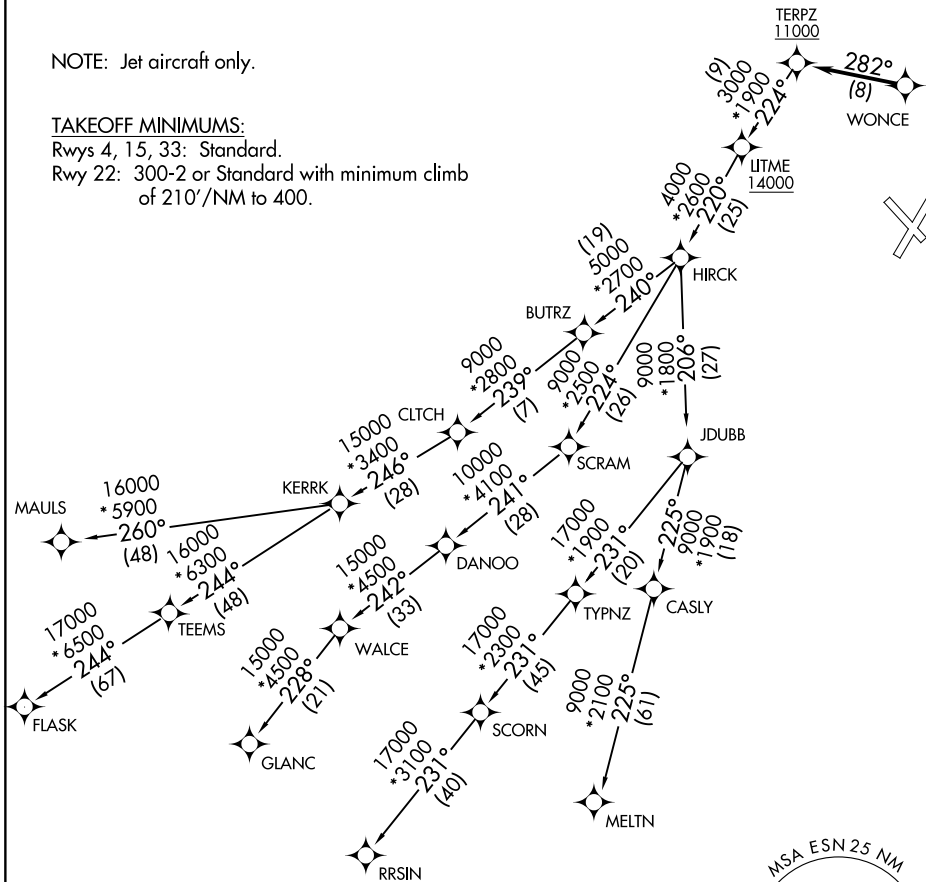 NOTE: Jet aircraft only.
TAKEOFF MINIMUMS:
Rwys 4, 15, 33: Standard.
Rwy 22: 300-2 or Standard with minimum climb
of 210'/NM to 400.
TERPZ
11000
282°
(8)
WONCE
(9)
3000
*1900
224°
LITME
14000
4000
*2600
220°
(25)
HIRCK
(19)
5000
*2700
240°
BUTRZ
9000
*2800
239°
(7)
9000
*2500
224°
(26)
9000
*1800
206°
(27)
CLTCH
SCRAM
JDUBB
15000
*3400
246°
(28)
KERRK
10000
*4100
241°
(28)
MAULS
16000
*5900
260°
(48)
16000
*6300
244°
(48)
DANOO
17000
*1900
231°
(20)
225°
9000
*1900
(18)
TYPNZ
CASLY
TEEMS
15000
*4500
242°
(33)
WALCE
17000
*6500
244°
(67)
FLASK
15000
*4500
228°
(21)
GLANC
17000
*2300
231°
(45)
SCORN
9000
*2100
225°
(61)
MELTN
17000
*3100
231°
(40)
RRSIN
MSA ESN 25 NM